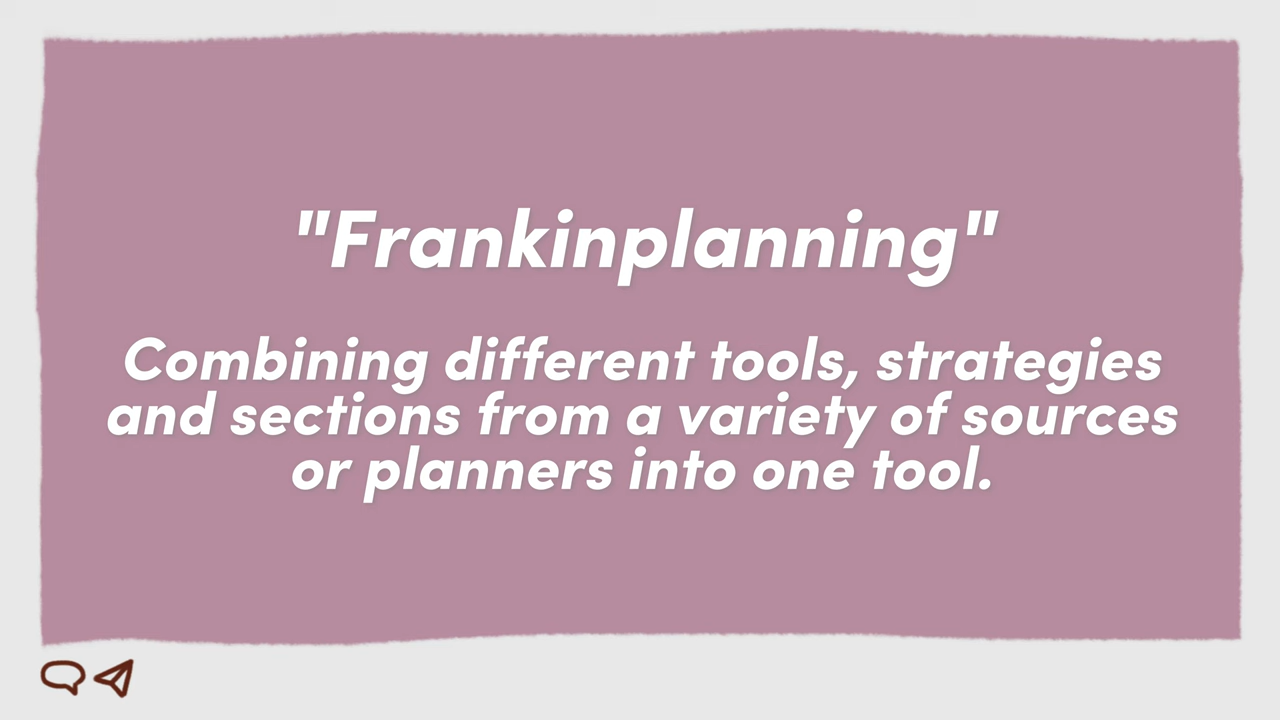 "Frankinplanning"
Combining different tools, strategies
and sections from a variety of sources
or planners into one tool.